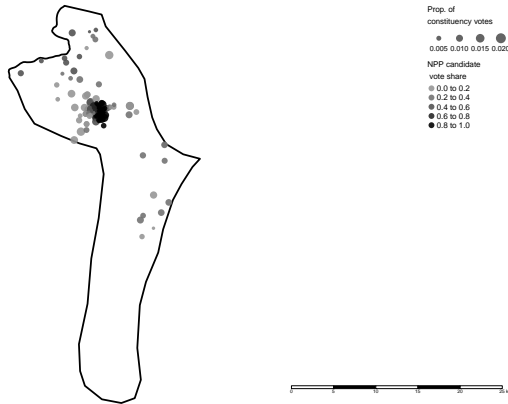 Prop. of
constituency votes
0.005 0.010 0.015 0.020
NPP candidate
vote share
0.0 to 0.2
0.2 to 0.4
0.4 to 0.6
0.6 to 0.8
0.8 to 1.0
0 5 10 15 20 25 k